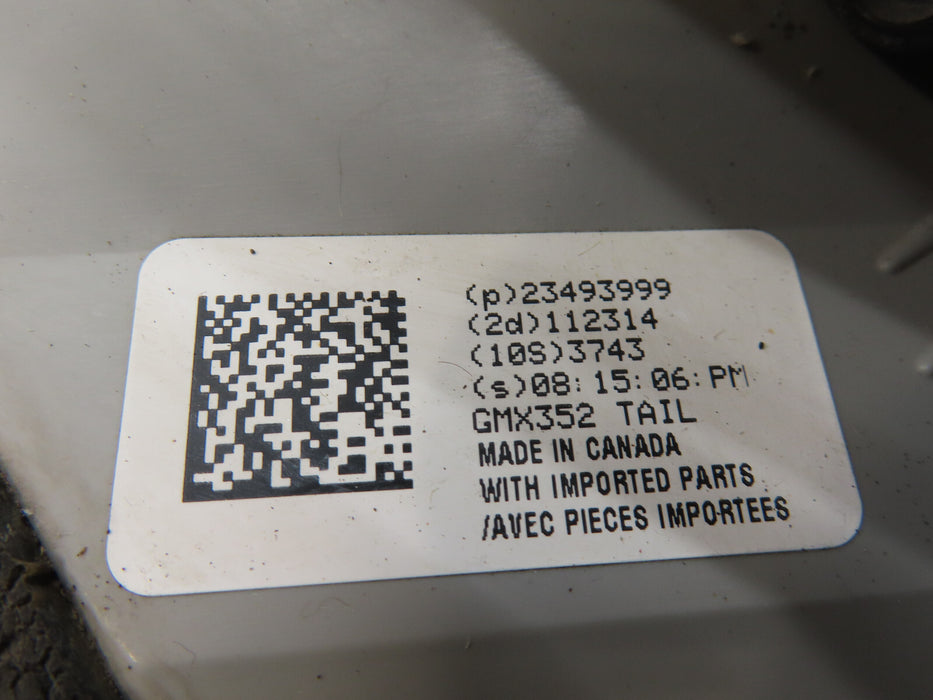 (p)23493999
(2d)112314
(10S)3743
(s)08:15:06:PM
GMX352 TAIL
MADE IN CANADA
WITH IMPORTED PARTS
/AVEC PIECES IMPORTEES